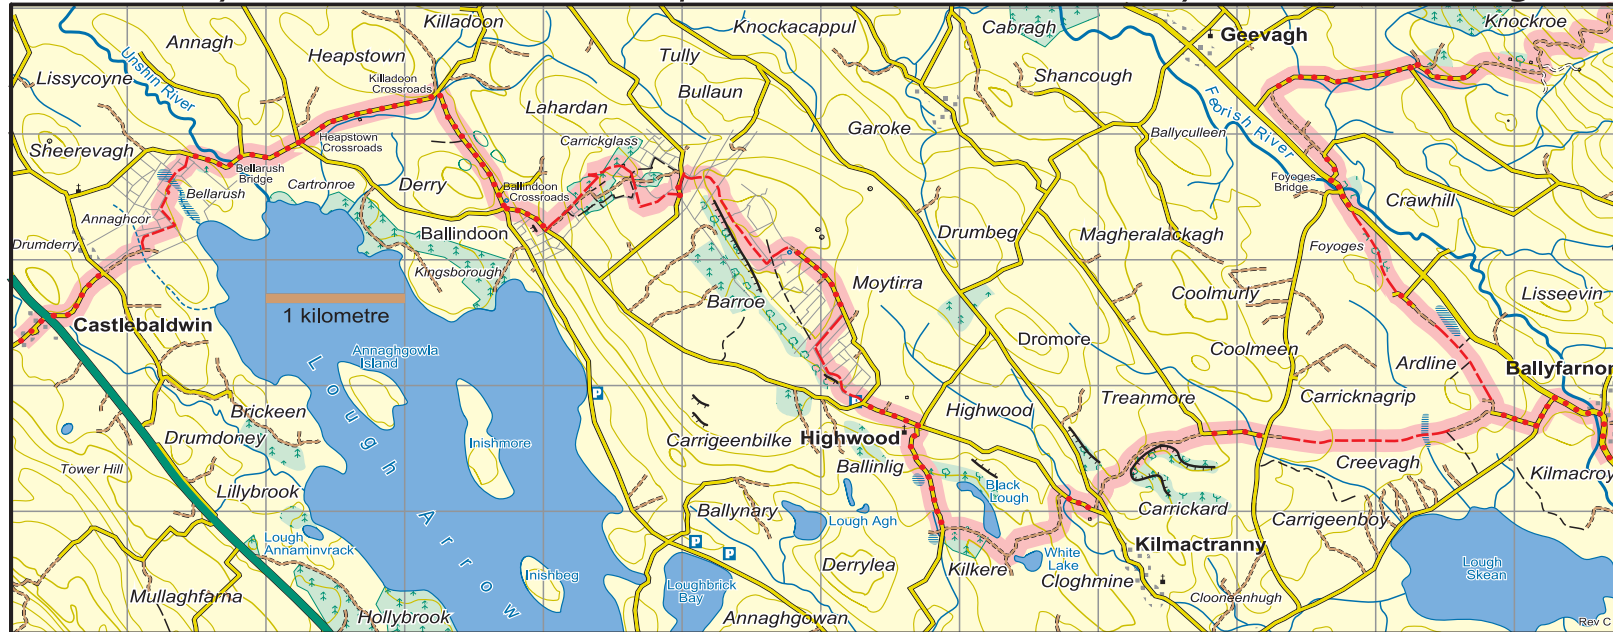 Killadoon
Knockacappul
Cabragh
Geevagh
Knockroe
Annagh
Heapstown
Tully
Shancough
Lissycoyne
Unshin River
Killadoon
Crossroads
Bullaun
Lahardan
Feorish River
Garoke
Ballyculleen
Sheerevagh
Heapstown
Crossroads
Carrickglass
Bellarush
Bridge
Cartronroe
Derry
Ballindoon
Crossroads
Foyoges
Bridge
Bellarush
Crawhill
Annaghcor
Ballindoon
Drumbeg
Magheralackagh
Drumderry
Foyoges
Kingsborough
Moytirra
Coolmurly
Lisseevin
Barroe
1 kilometre
Castlebaldwin
Dromore
Annaghgowla
Island
Coolmeen
Ardline
Ballyfarnon
Lough Arrow
Treanmore
Carricknagrip
Brickeen
Highwood
Drumdoney
Inishmore
Carrigeenbilke
Highwood
Tower Hill
Ballinlig
Creevagh
Kilmacroy
Lillybrook
Black
Lough
Ballynary
Lough Agh
Carrickard
Carrigeenboy
Lough
Annaminvrack
P
P
P
P
Kilmactranny
White
Lake
Lough
Skean
Inishbeg
Loughbrick
Bay
Derrylea
Kilkere
Cloghmine
Mullaghfarna
Clooneenhugh
Hollybrook
Annaghgowan
Rev C